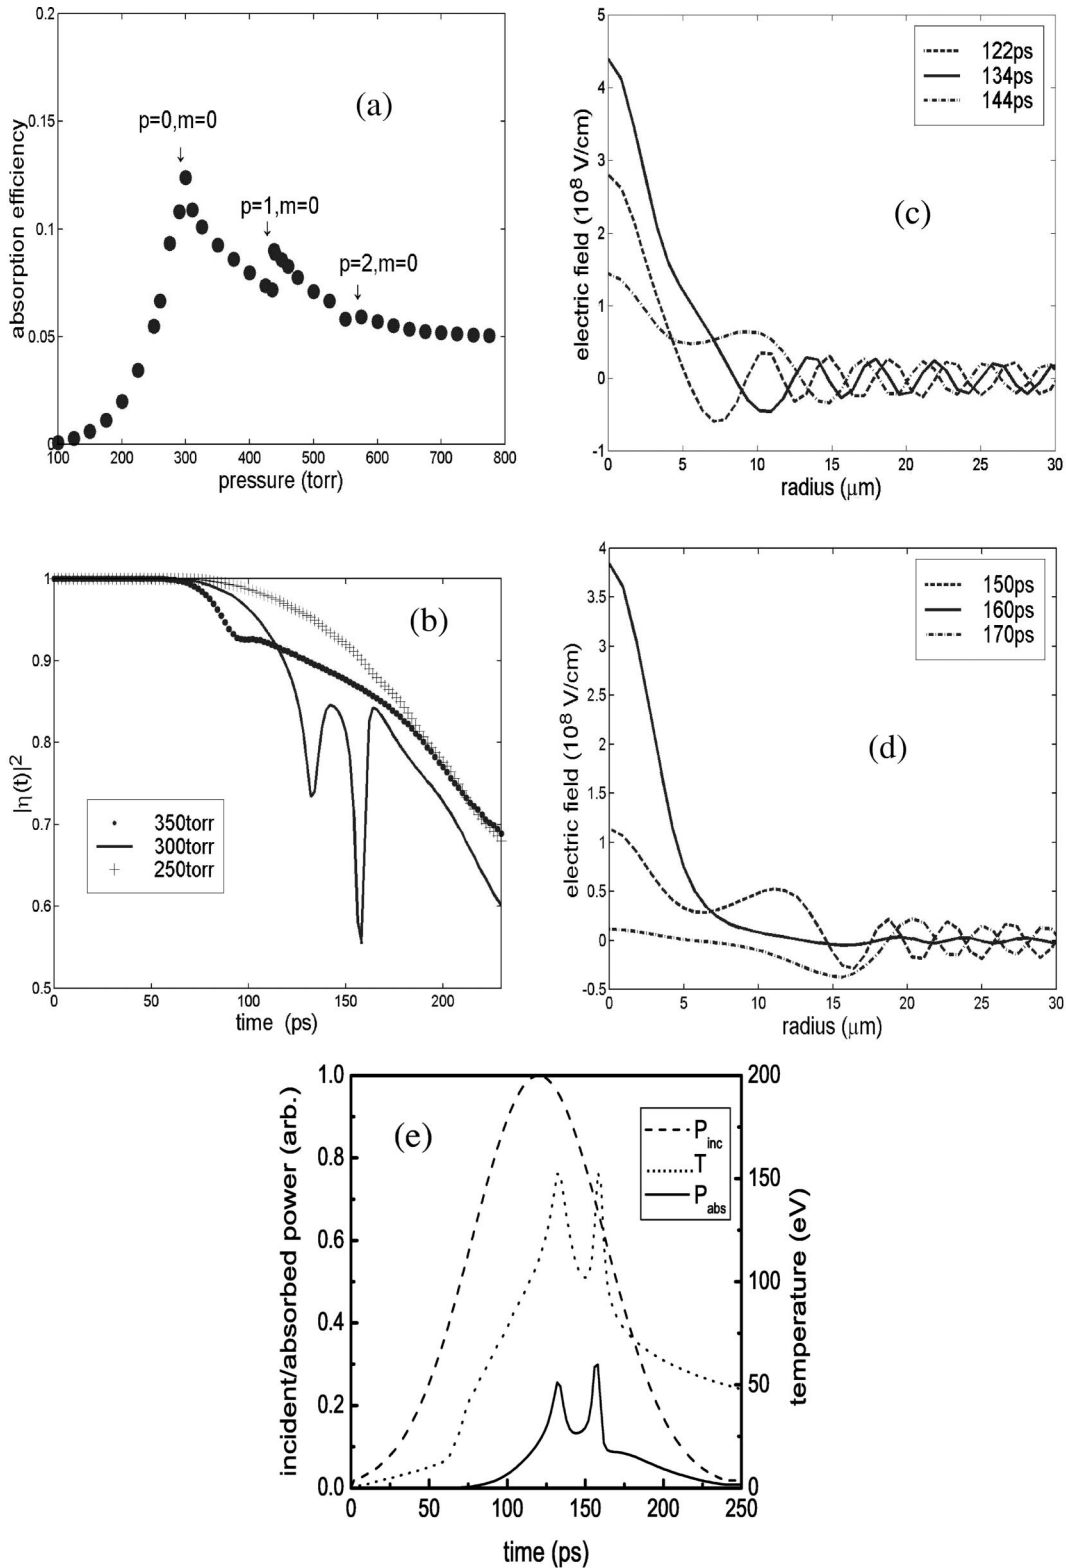 0.2
0.15
0.1
0.05
0
100 200 300 400 500 600 700 800
absorption efficiency
pressure (torr)
(a)
p=0,m=0
↓
p=1,m=0
↓
p=2,m=0
↓
5
4
3
2
1
0
-1
0 5 10 15 20 25 30
electric field (10⁸ V/cm)
radius (μm)
122ps
134ps
144ps
(c)
1
0.9
0.8
0.7
0.6
0.5
0 50 100 150 200
|η(t)|²
time (ps)
(b)
350torr
300torr
250torr
4
3.5
3
2.5
2
1.5
1
0.5
0
-0.5
0 5 10 15 20 25 30
electric field (10⁸ V/cm)
radius (μm)
150ps
160ps
170ps
(d)
1.0
0.8
0.6
0.4
0.2
0.0
0 50 100 150 200 250
incident/absorbed power (arb.)
time (ps)
(e)
P_inc
T
P_abs
200
150
100
50
0
temperature (eV)